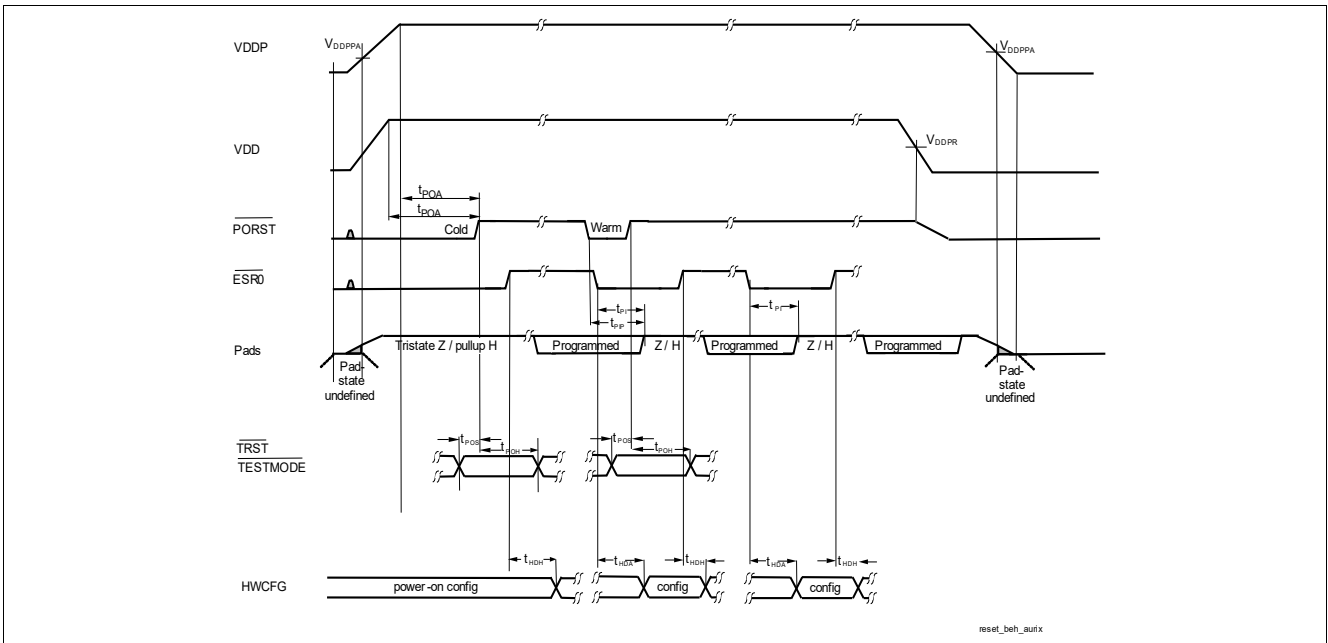 VDDP
VDDPPA
VDDPPA
VDD
VDDPR
tPOA
tPOA
PORST
Cold
Warm
ESR0
tPI
tPIP
tPI
Pads
Tristate Z / pullup H
Programmed
Z / H
Programmed
Z / H
Programmed
Pad-
state
undefined
Pad-
state
undefined
TRST
TESTMODE
tPOS
tPOH
tPOS
tPOH
tHDH
tHDA
tHDH
tHDA
tHDH
HWCFG
power-on config
config
config
reset_beh_aurix